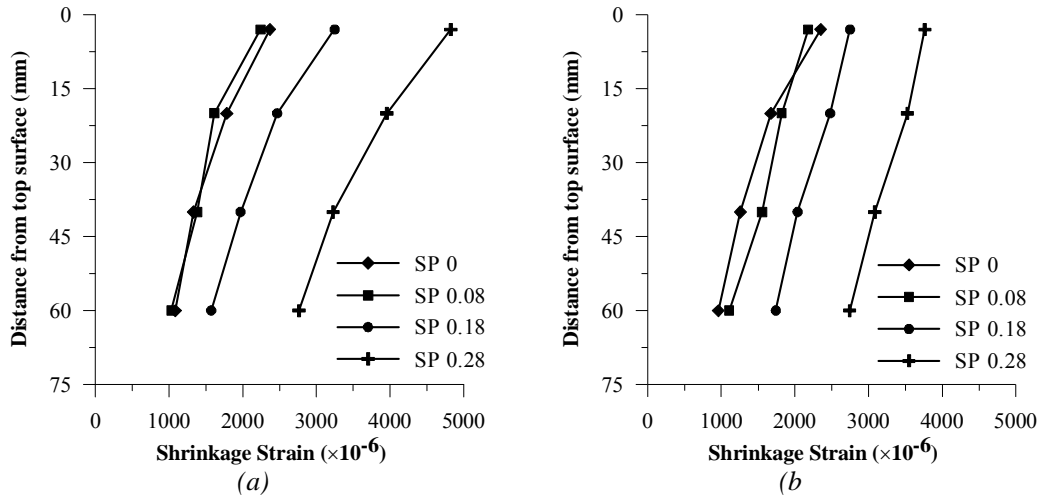 0
15
30
45
60
75
Distance from top surface (mm)
SP 0
SP 0.08
SP 0.18
SP 0.28
0 1000 2000 3000 4000 5000
Shrinkage Strain (×10-6)
(a)
0
15
30
45
60
75
Distance from top surface (mm)
SP 0
SP 0.08
SP 0.18
SP 0.28
0 1000 2000 3000 4000 5000
Shrinkage Strain (×10-6)
(b